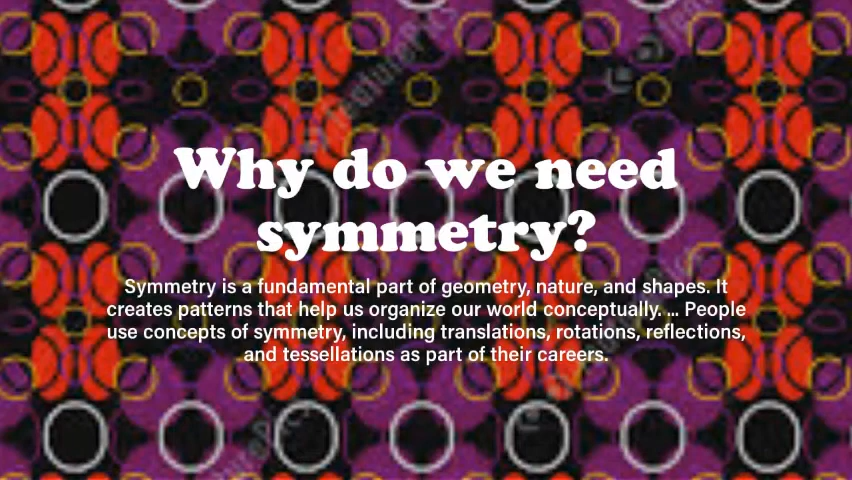 Why do we need
symmetry?
Symmetry is a fundamental part of geometry, nature, and shapes. It
creates patterns that help us organize our world conceptually. ... People
use concepts of symmetry, including translations, rotations, reflections,
and tessellations as part of their careers.